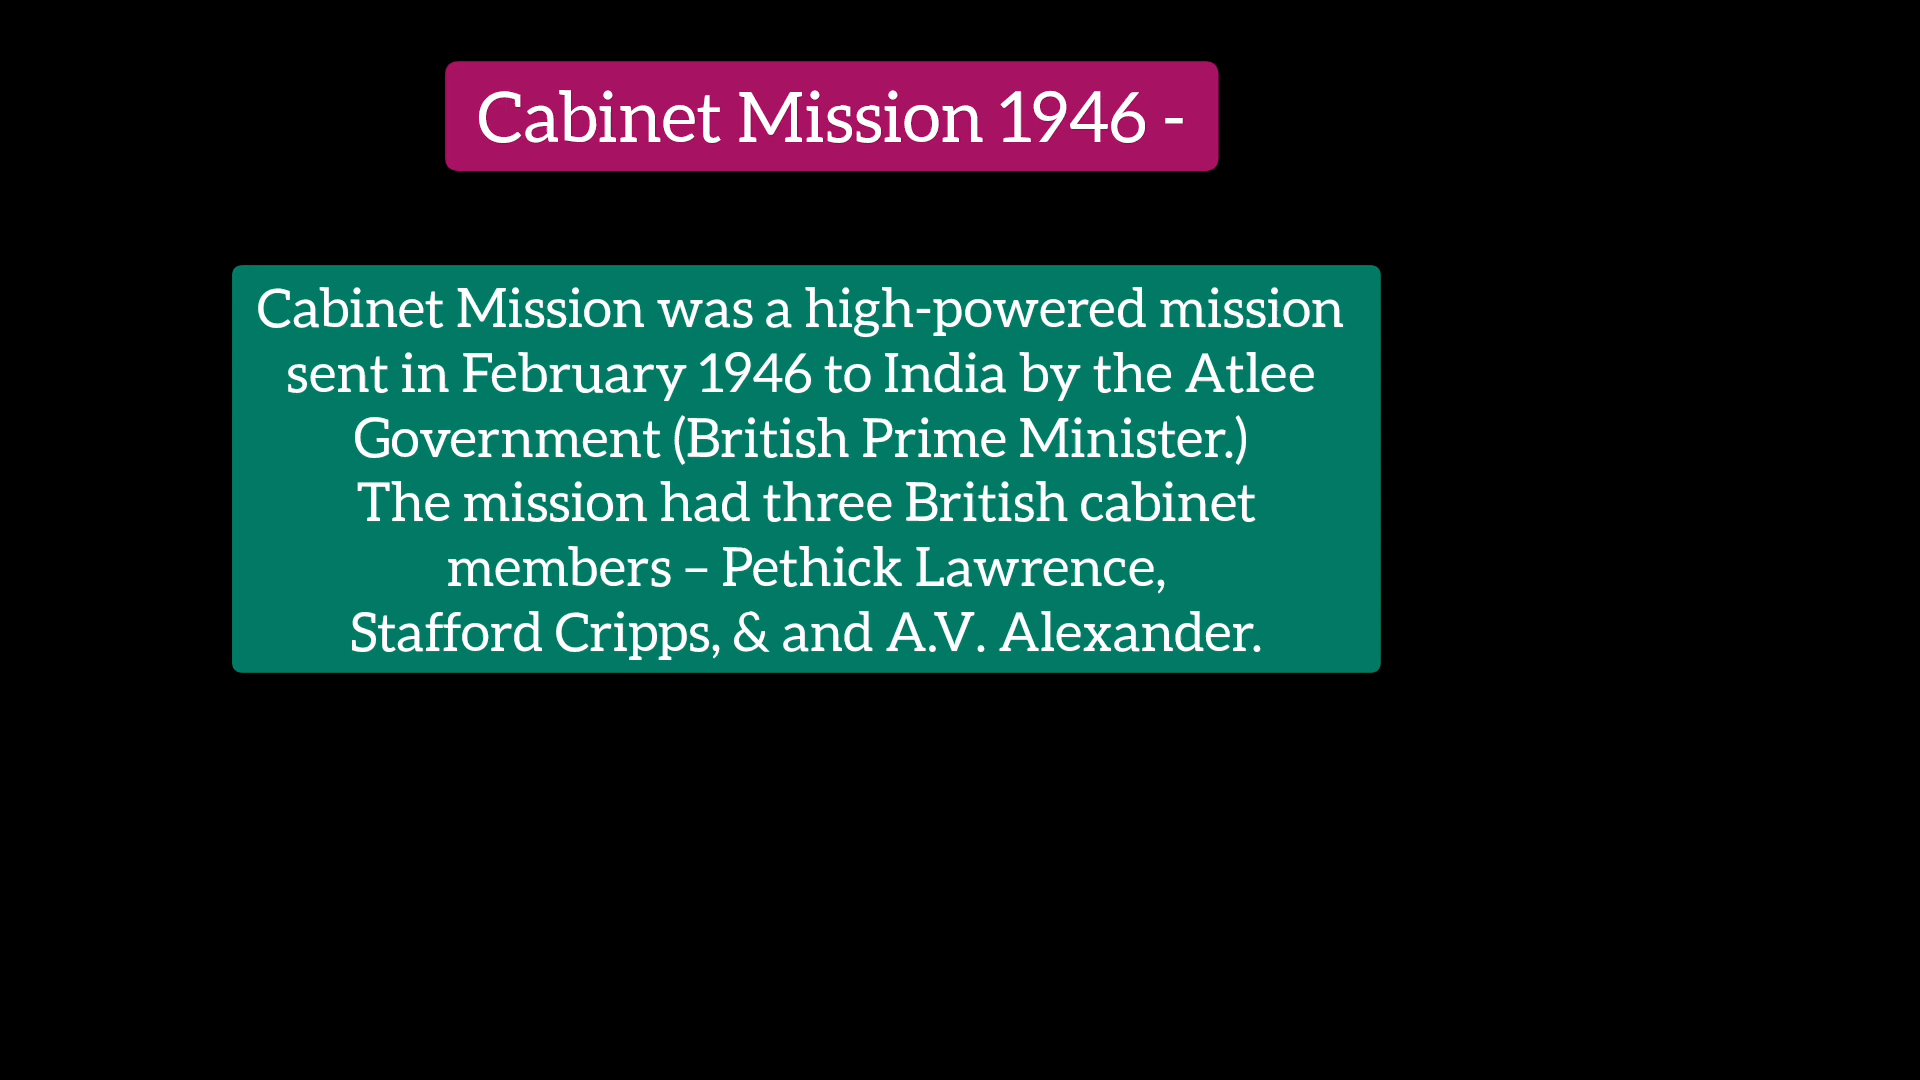 Cabinet Mission 1946 -
Cabinet Mission was a high-powered mission
sent in February 1946 to India by the Atlee
Government (British Prime Minister.)
The mission had three British cabinet
members – Pethick Lawrence,
Stafford Cripps, & and A.V. Alexander.